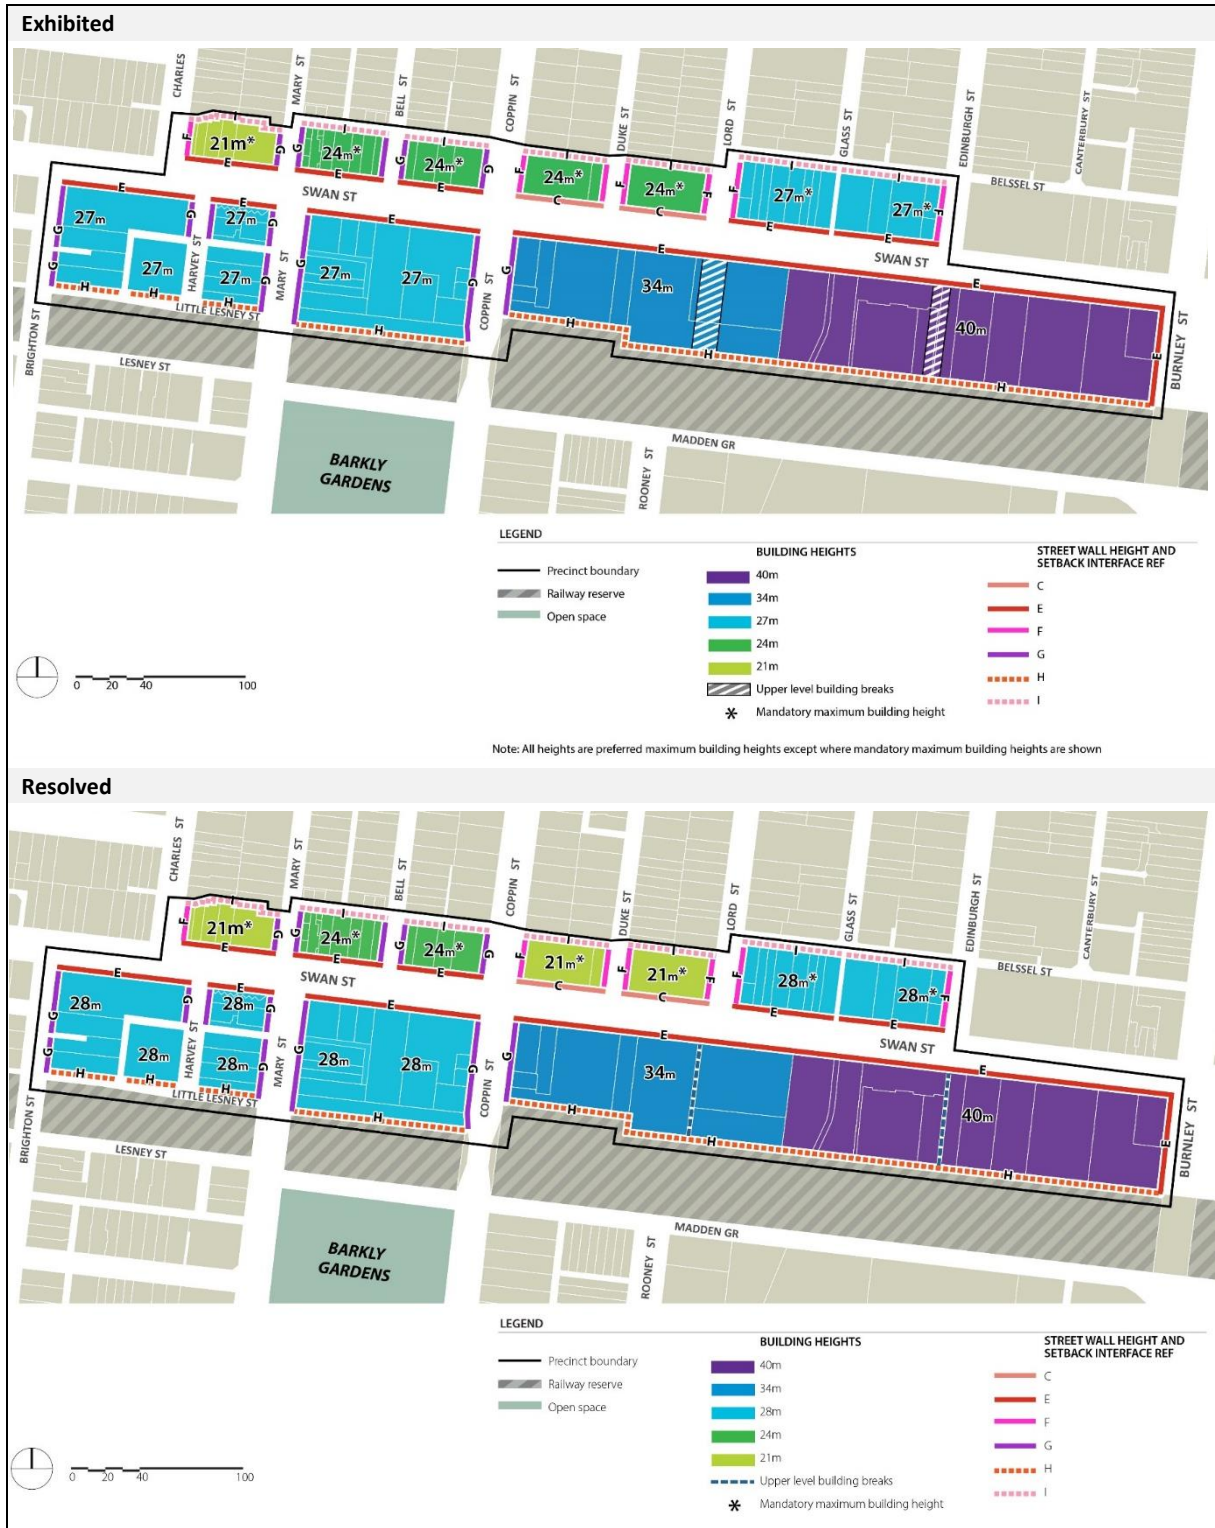 Exhibited
CHARLES
MARY ST
BELL ST
COPPIN ST
DUKE ST
LORD ST
GLASS ST
EDINBURGH ST
CANTERBURY ST
BELSSEL ST
F
21m*
I
G
E
G
24m*
I
E
24m*
I
G
E
F
24m*
I
C
F
24m*
I
F
C
F
27m*
I
E
27m*
I
F
E
SWAN ST
E
27m
G
G
G
27m
H
H
HARVEY ST
E
27m
G
27m
G
H
LITTLE LESNEY ST
MARY ST
E
27m
27m
G
H
COPPIN ST
G
E
34m
H
H
SWAN ST
E
40m
H
E
BURNLEY ST
BRIGHTON ST
LESNEY ST
BARKLY
GARDENS
ROONEY ST
MADDEN GR
LEGEND
Precinct boundary
Railway reserve
Open space
BUILDING HEIGHTS
40m
34m
27m
24m
21m
Upper level building breaks
* Mandatory maximum building height
STREET WALL HEIGHT AND
SETBACK INTERFACE REF
C
E
F
G
H
I
0 20 40 100
Note: All heights are preferred maximum building heights except where mandatory maximum building heights are shown
Resolved
CHARLES ST
MARY ST
BELL ST
COPPIN ST
DUKE ST
LORD ST
GLASS ST
EDINBURGH ST
CANTERBURY ST
BELSSEL ST
F
21m*
I
G
E
G
24m*
I
E
24m*
I
G
E
F
21m*
I
C
F
21m*
I
F
C
F
28m*
I
E
28m*
I
F
E
SWAN ST
E
28m
G
G
G
28m
H
H
HARVEY ST
E
28m
G
28m
G
H
LITTLE LESNEY ST
MARY ST
E
28m
28m
G
H
COPPIN ST
G
E
34m
H
H
SWAN ST
E
40m
H
E
BURNLEY ST
BRIGHTON ST
LESNEY ST
BARKLY
GARDENS
ROONEY ST
MADDEN GR
LEGEND
Precinct boundary
Railway reserve
Open space
BUILDING HEIGHTS
40m
34m
28m
24m
21m
Upper level building breaks
* Mandatory maximum building height
STREET WALL HEIGHT AND
SETBACK INTERFACE REF
C
E
F
G
H
I
0 20 40 100